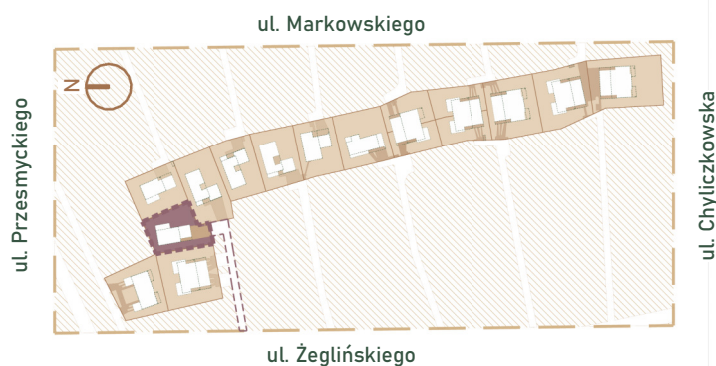 ul. Markowskiego
N
ul. Przesmyckiego
ul. Chyliczkowska
ul. Żeglińskiego